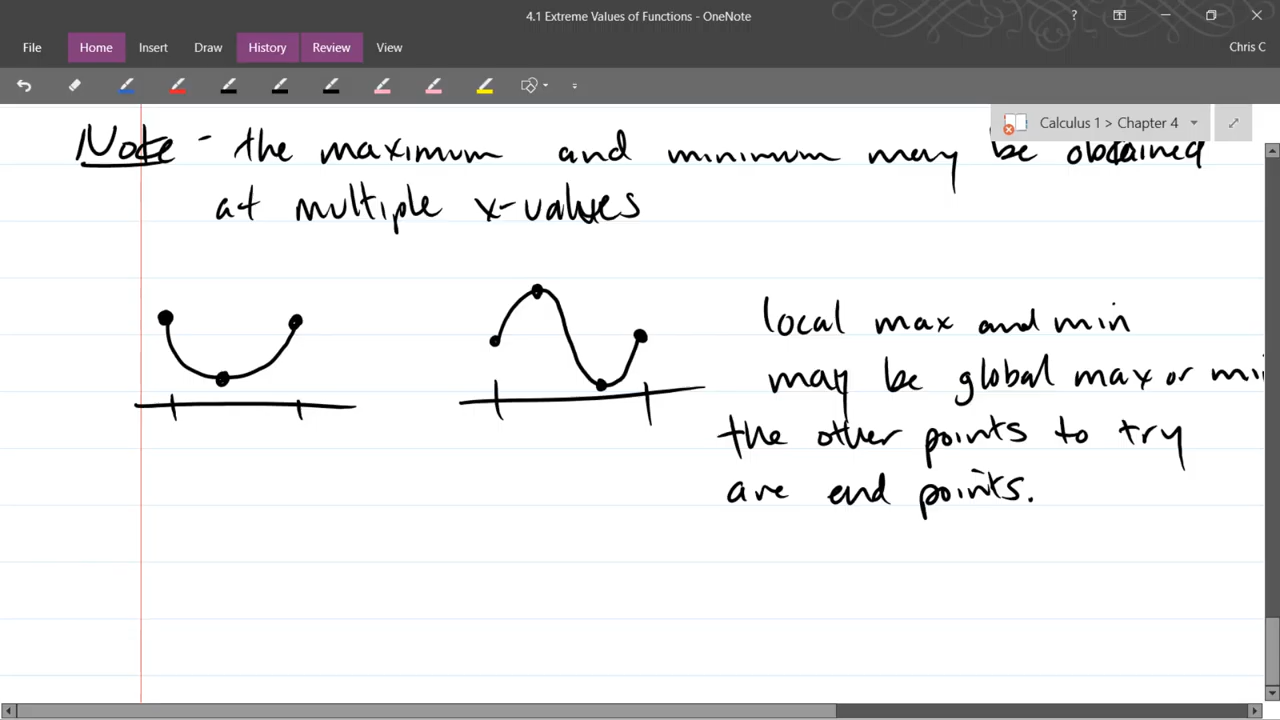 4.1 Extreme Values of Functions - OneNote
?
File Home Insert Draw History Review View
Chris C
Calculus 1 > Chapter 4
Note - the maximum and minimum may be obtained
at multiple x-values
local max and min
may be global max or mi
the other points to try
are end points.